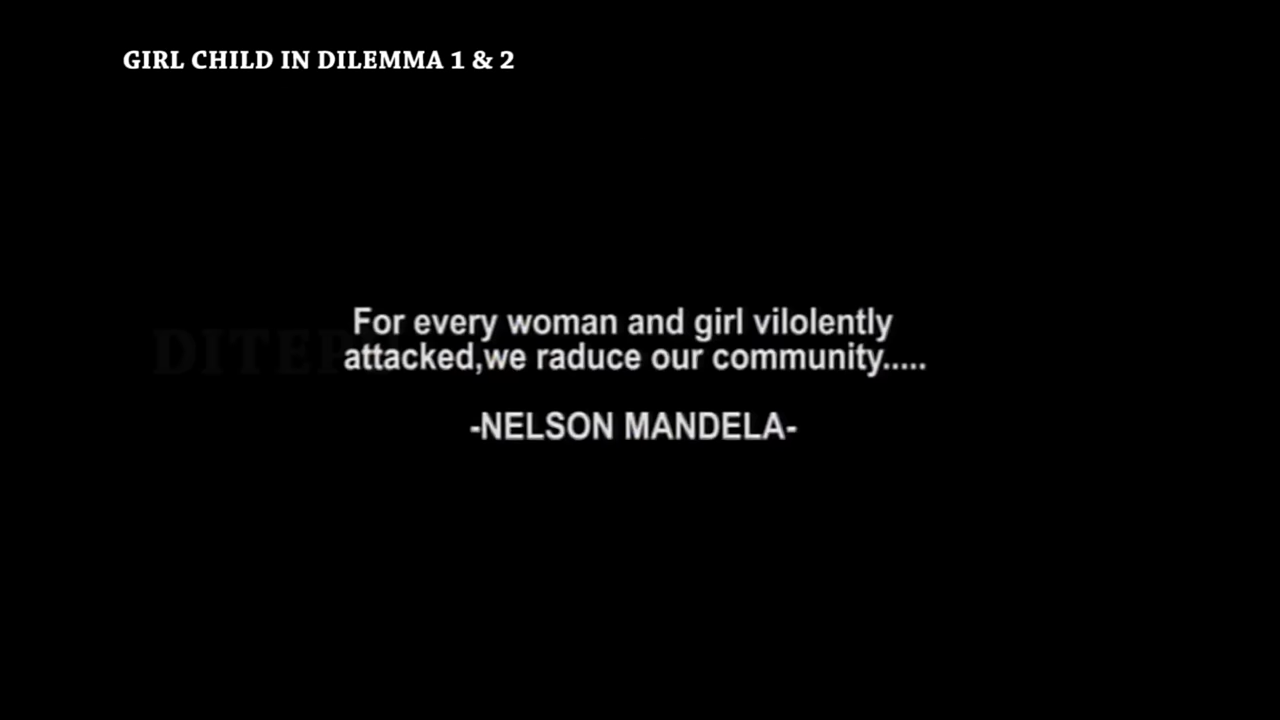 GIRL CHILD IN DILEMMA 1 & 2
For every woman and girl vilolently
attacked,we raduce our community.....
-NELSON MANDELA-